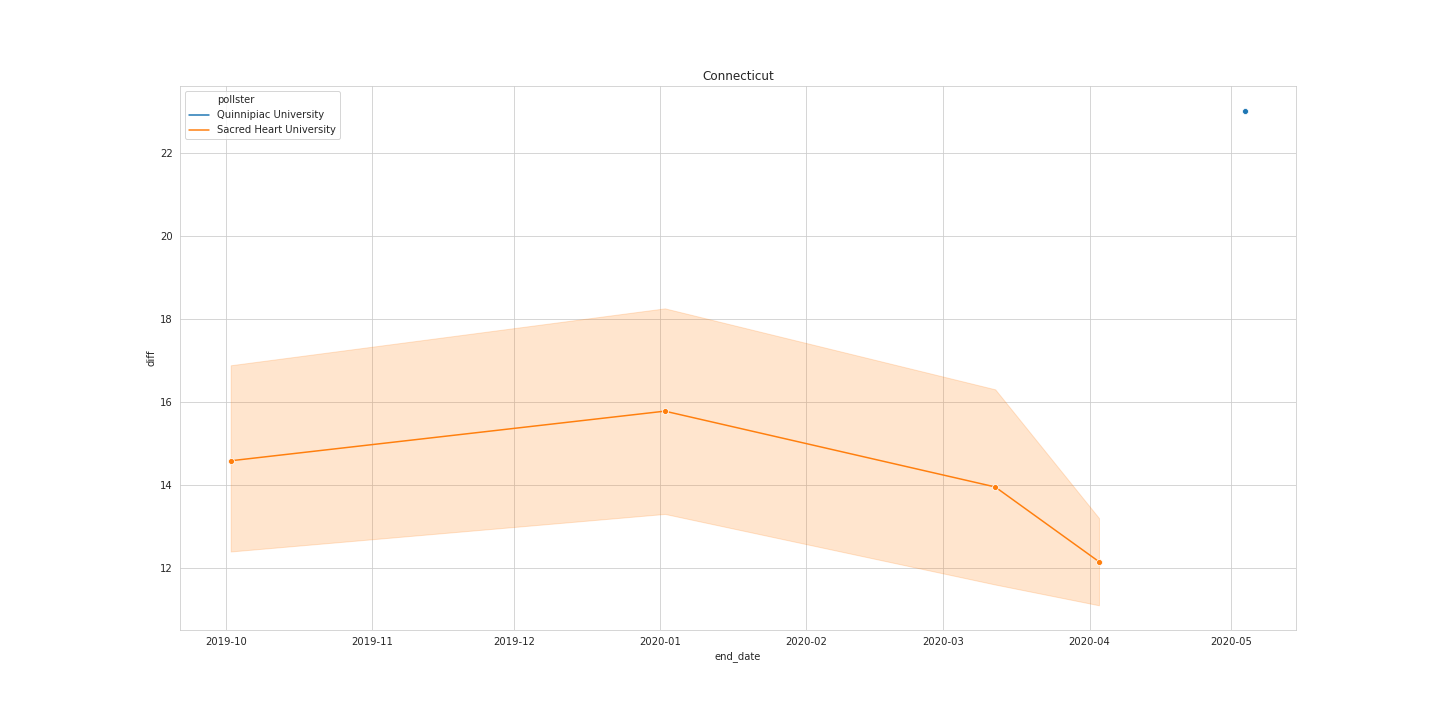 Connecticut
pollster
Quinnipiac University
Sacred Heart University
22
20
18
16
14
12
diff
2019-10 2019-11 2019-12 2020-01 2020-02 2020-03 2020-04 2020-05
end_date